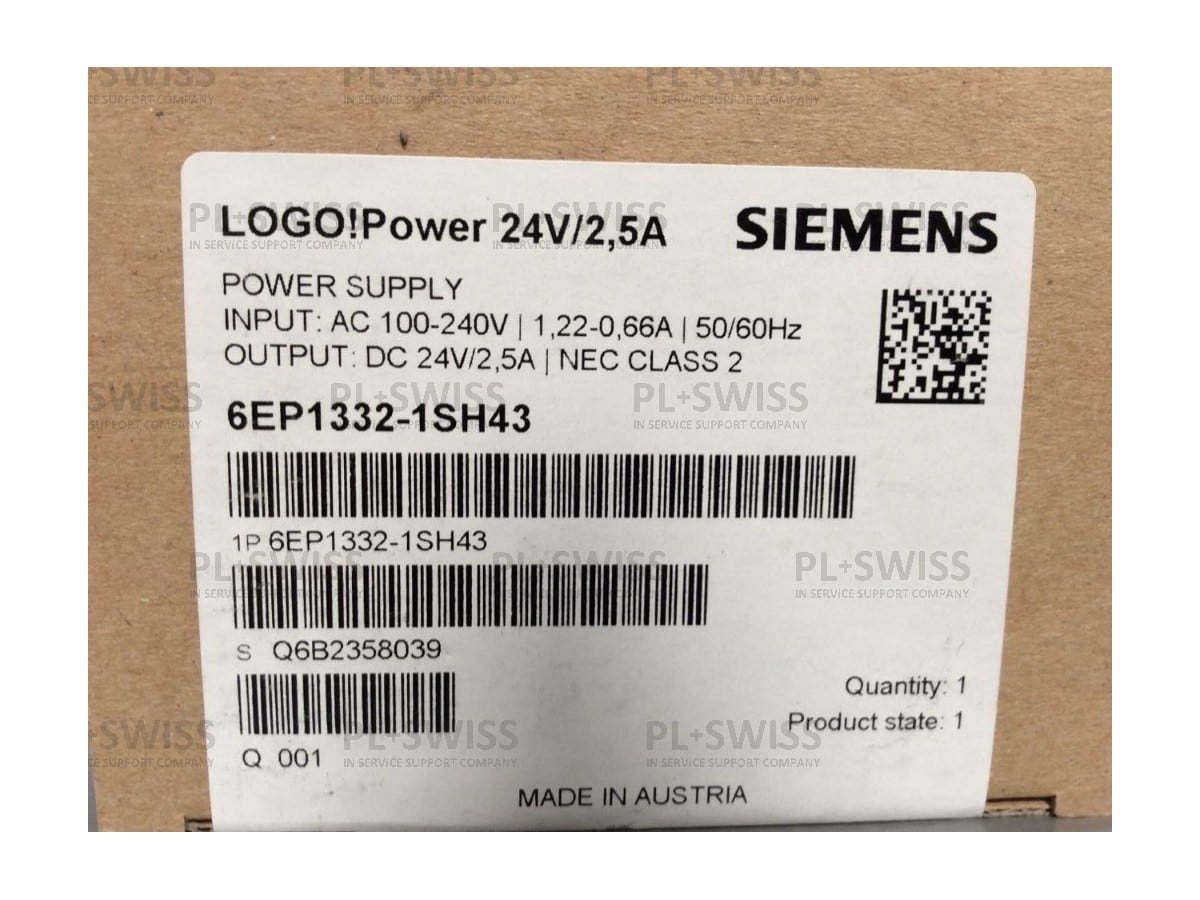 LOGO!Power 24V/2,5A SIEMENS
POWER SUPPLY
INPUT: AC 100-240V | 1,22-0,66A | 50/60Hz
OUTPUT: DC 24V/2,5A | NEC CLASS 2
6EP1332-1SH43
1P 6EP1332-1SH43
S Q6B2358039
Quantity: 1
Product state: 1
Q 001
MADE IN AUSTRIA
PL+SWISS
IN SERVICE SUPPORT COMPANY